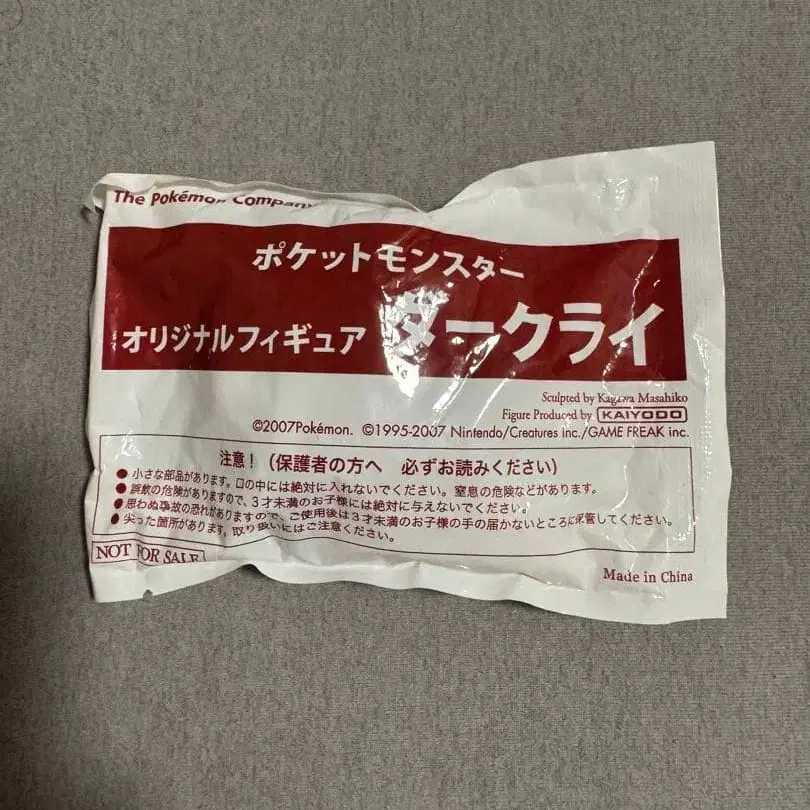 The Pokémon Company
ポケットモンスター
オリジナルフィギュア ダークライ
Sculpted by Kagawa Masahiko
Figure Produced by KAIYODO
©2007Pokémon. ©1995-2007 Nintendo/Creatures inc./GAME FREAK inc.
注意！（保護者の方へ 必ずお読みください）
●小さな部品があります。口の中には絶対に入れないでください。窒息の危険などがあります。
●誤飲の危険がありますので、3才未満のお子様には絶対に与えないでください。
●思わぬ事故の恐れがありますので、ご使用後は3才未満のお子様の手の届かないところに保管してください。
●尖った箇所があります。取り扱いにはご注意ください。
NOT FOR SALE
Made in China